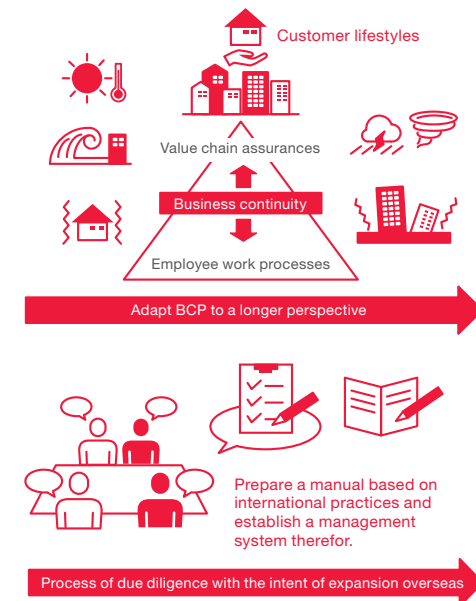 Customer lifestyles
Value chain assurances
Business continuity
Employee work processes
Adapt BCP to a longer perspective
Prepare a manual based on
international practices and
establish a management
system therefor.
Process of due diligence with the intent of expansion overseas